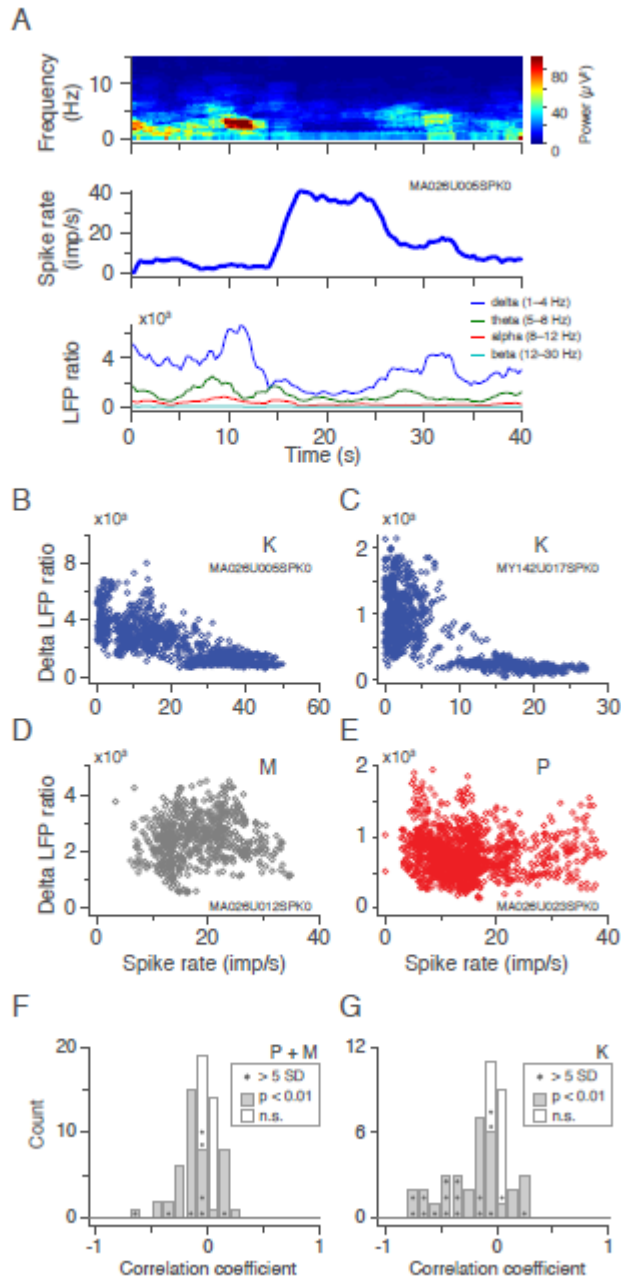 A
15
0
Frequency
(Hz)
80
40
0
Power (μV²)
40
20
0
Spike rate
(imp/s)
MA026U005SPK0
x10³
4
0
LFP ratio
delta (1–4 Hz)
theta (5–8 Hz)
alpha (8–12 Hz)
beta (12–30 Hz)
0 10 20 30 40
Time (s)
B
x10³
K
MA026U005SPK0
8
4
0
Delta LFP ratio
0 20 40 60
C
x10³
K
MY142U017SPK0
2
1
0
0 10 20 30
D
x10³
M
4
2
0
Delta LFP ratio
MA026U012SPK0
0 20 40
Spike rate (imp/s)
E
x10³
P
2
1
0
MA026U023SPK0
0 20 40
Spike rate (imp/s)
F
P + M
20
10
0
Count
* > 5 SD
p < 0.01
n.s.
-1 0 1
Correlation coefficient
G
K
12
6
0
* > 5 SD
p < 0.01
n.s.
-1 0 1
Correlation coefficient